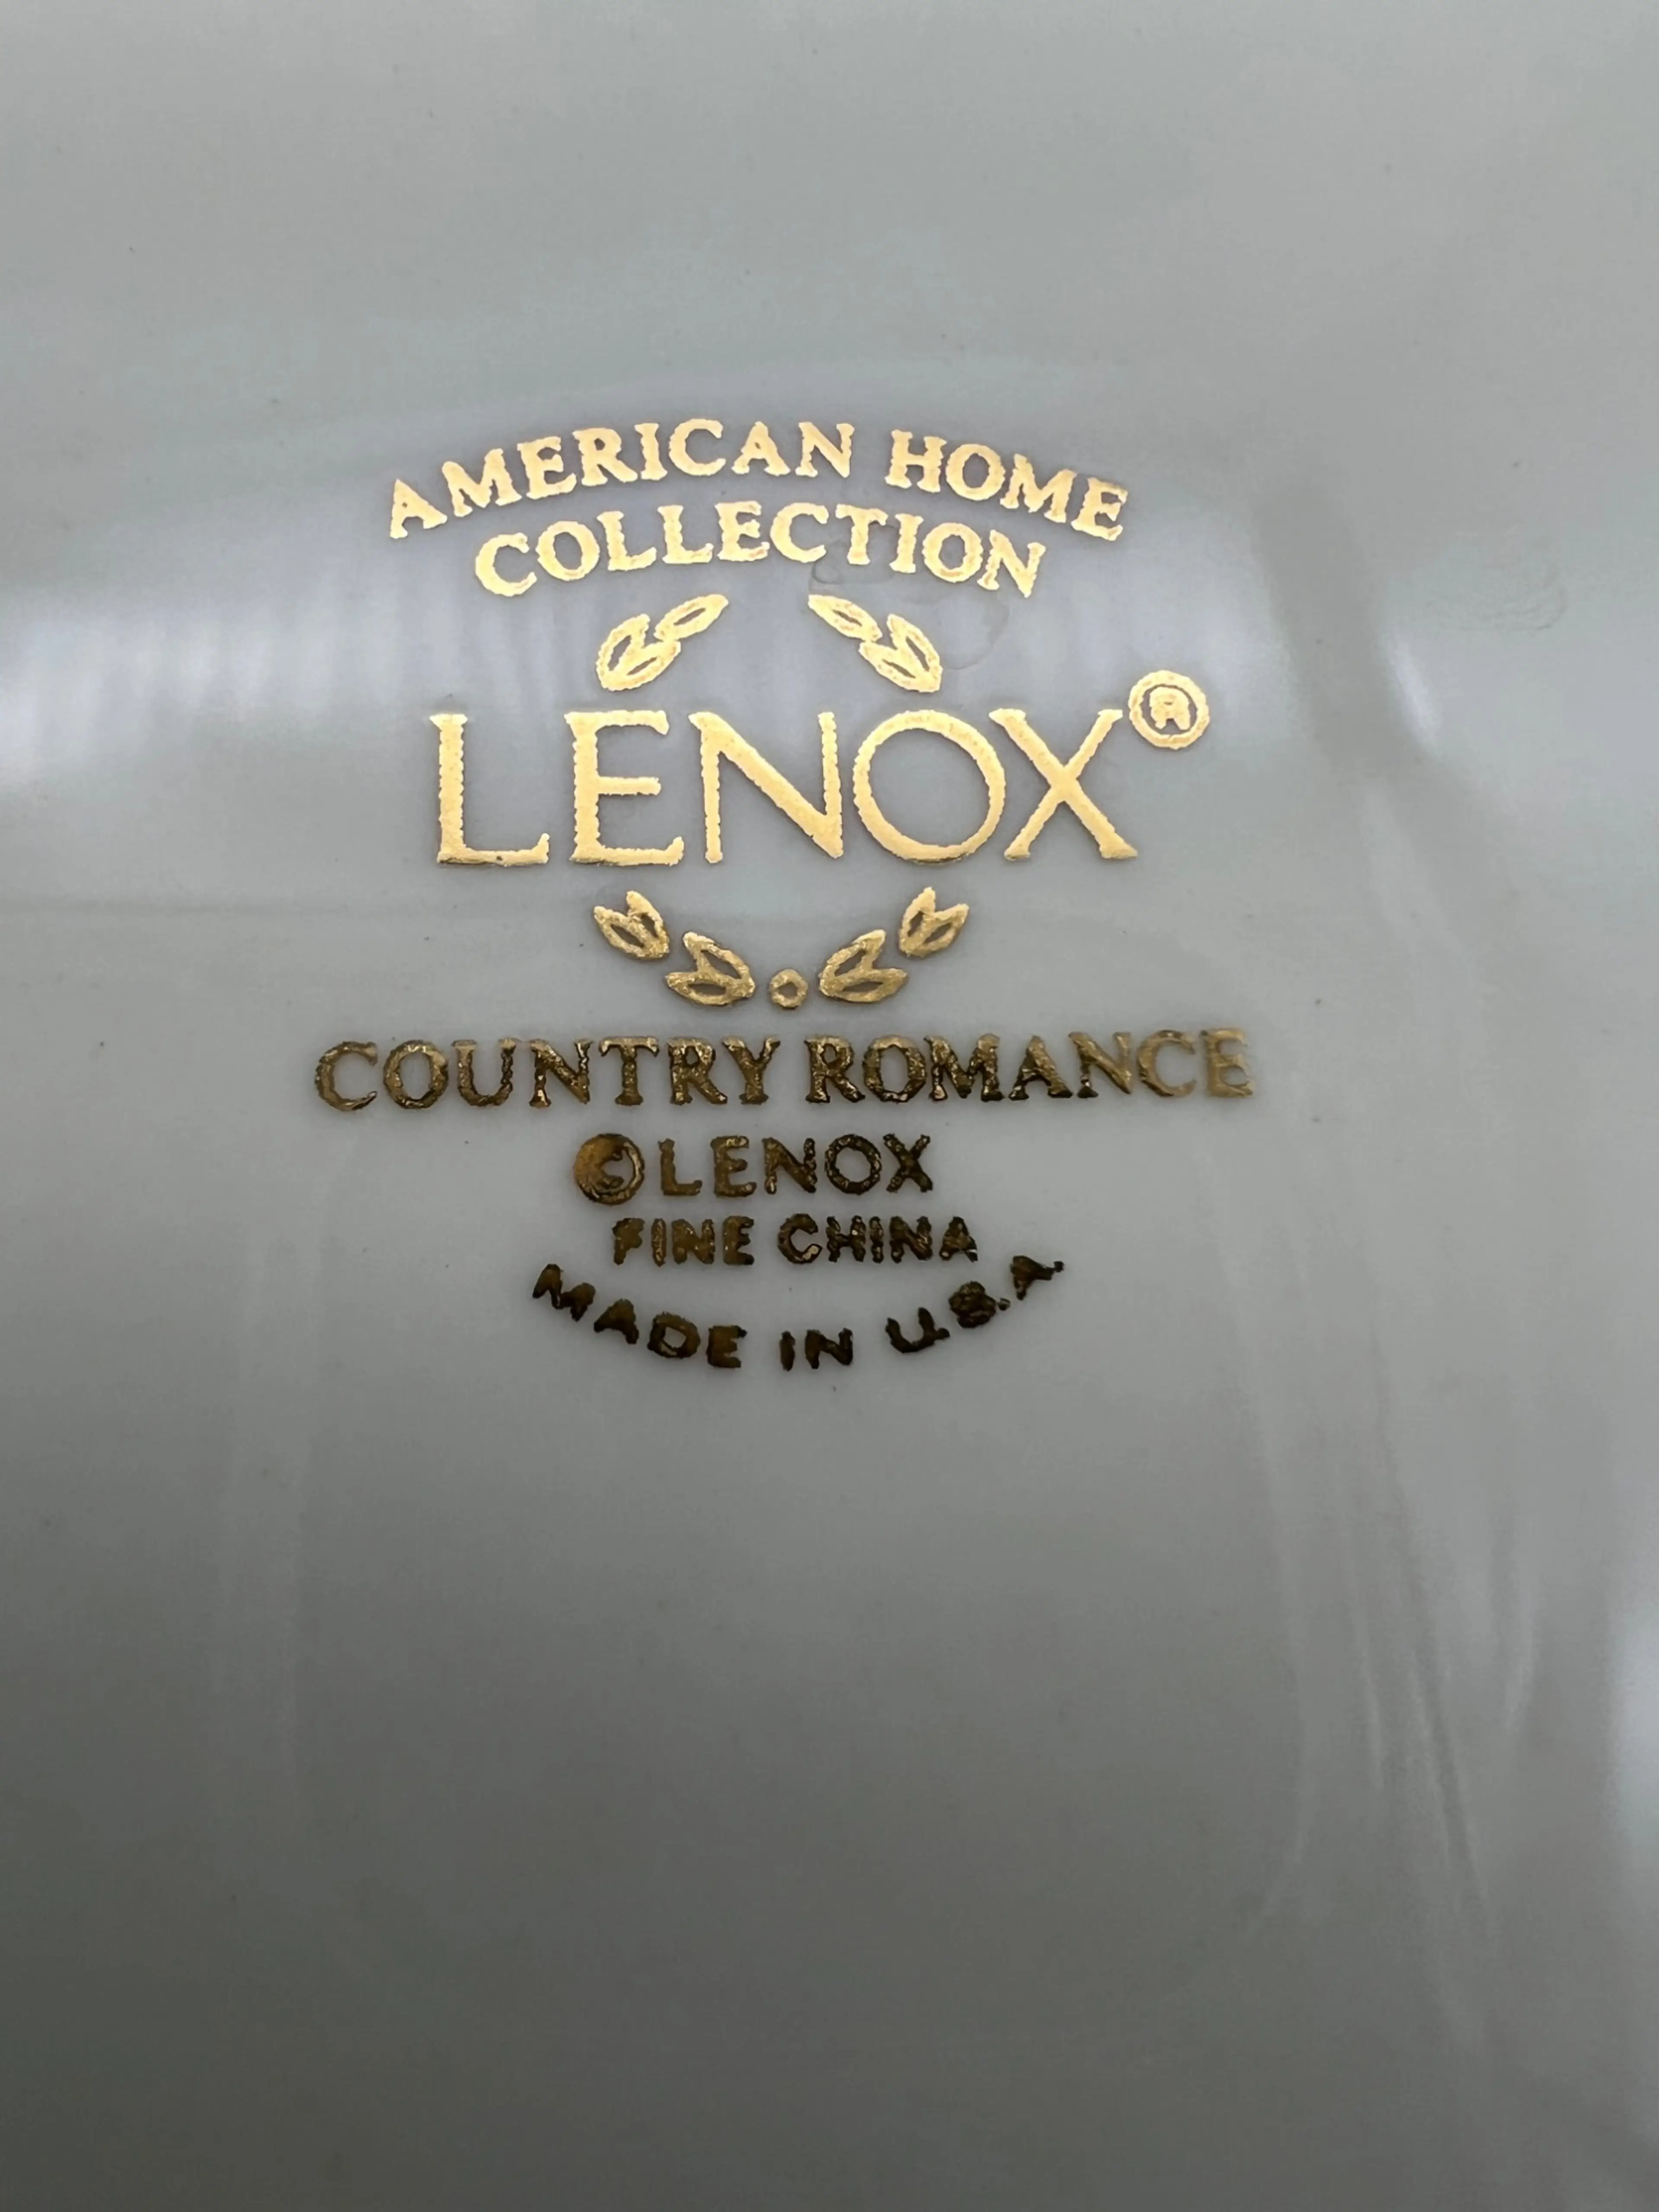 AMERICAN HOME
COLLECTION
LENOX®
COUNTRY ROMANCE
©LENOX
FINE CHINA
MADE IN U.S.A.